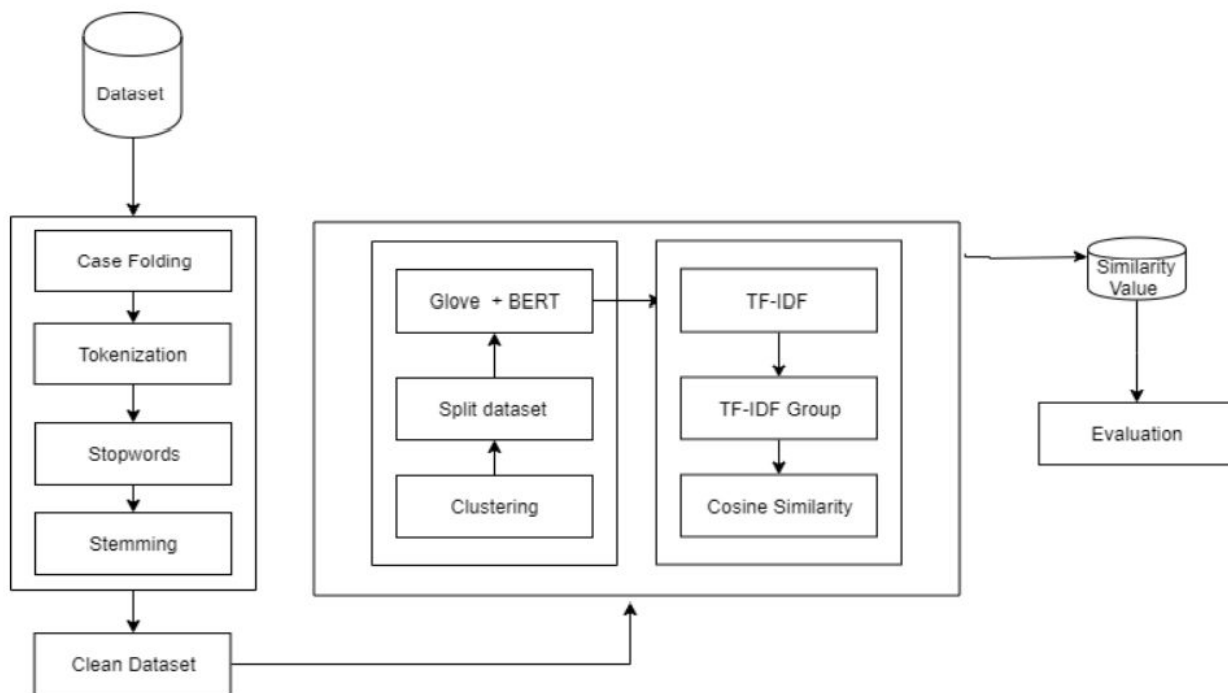 Dataset
Case Folding
Tokenization
Stopwords
Stemming
Clean Dataset
Glove + BERT
Split dataset
Clustering
TF-IDF
TF-IDF Group
Cosine Similarity
Similarity
Value
Evaluation